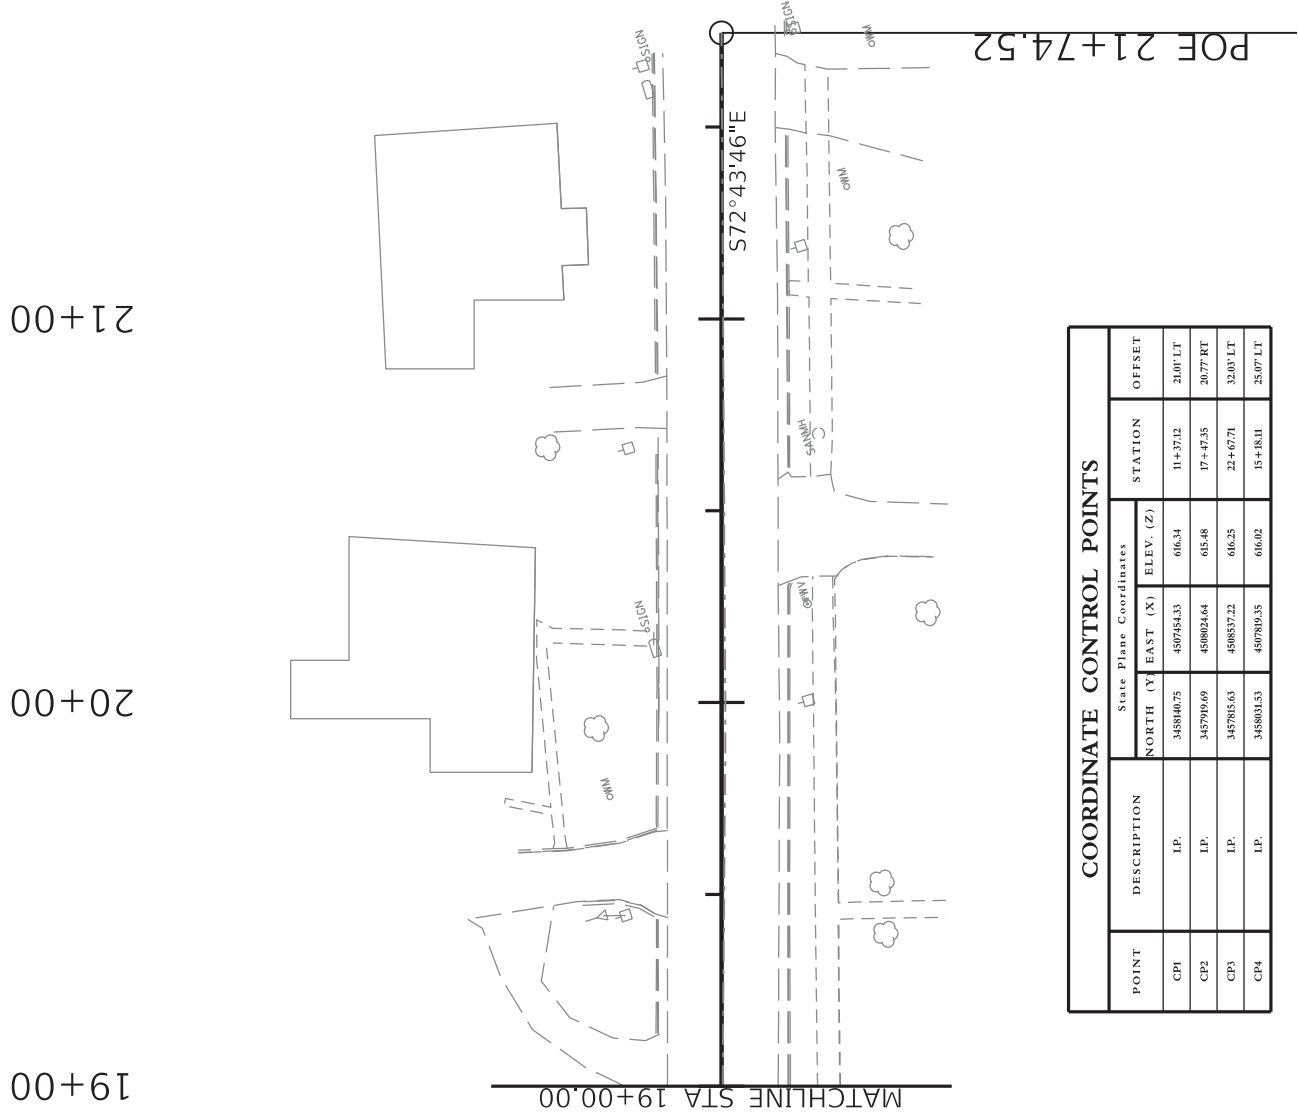 POE 21+74.52
SIGN
SIGN
OWM
S72°43'46"E
OWM
21+00
SANMH
SIGN
WV
20+00
OWM
19+00
MATCHLINE STA 19+00.00
COORDINATE CONTROL POINTS
POINT DESCRIPTION State Plane Coordinates STATION OFFSET
NORTH (Y) EAST (X) ELEV. (Z)
CP1 I.P. 3458140.75 4507454.33 616.34 11+37.12 21.01' LT
CP2 I.P. 3457919.69 4508024.64 615.48 17+47.35 20.77' RT
CP3 I.P. 3457815.63 4508537.22 616.25 22+67.71 32.03' LT
CP4 I.P. 3458031.53 4507819.35 616.02 15+18.11 25.07' LT